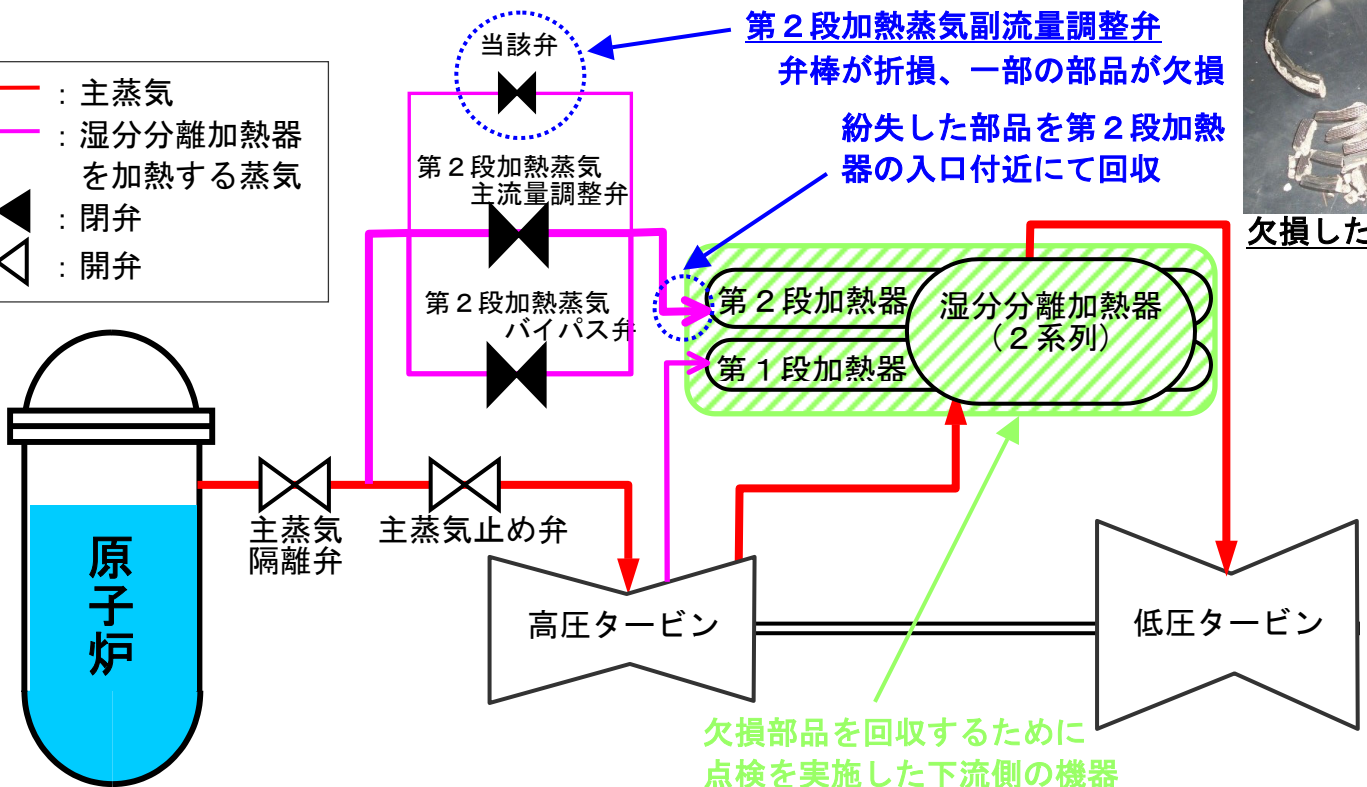 第２段加熱蒸気副流量調整弁
弁棒が折損、一部の部品が欠損
当該弁
：主蒸気
：湿分分離加熱器
を加熱する蒸気
：閉弁
：開弁
紛失した部品を第２段加熱
器の入口付近にて回収
第２段加熱蒸気
主流量調整弁
欠損した
第２段加熱蒸気
バイパス弁
第２段加熱器
第１段加熱器
湿分分離加熱器
（２系列）
主蒸気
隔離弁
主蒸気止め弁
原子炉
高圧タービン
低圧タービン
欠損部品を回収するために
点検を実施した下流側の機器